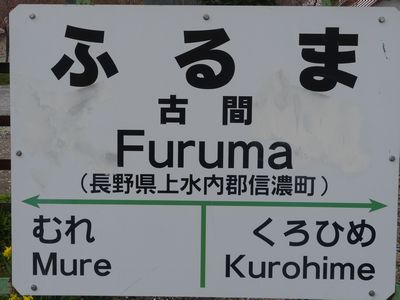 ふるま
古間
Furuma
(長野県上水内郡信濃町)
むれ くろひめ
Mure Kurohime